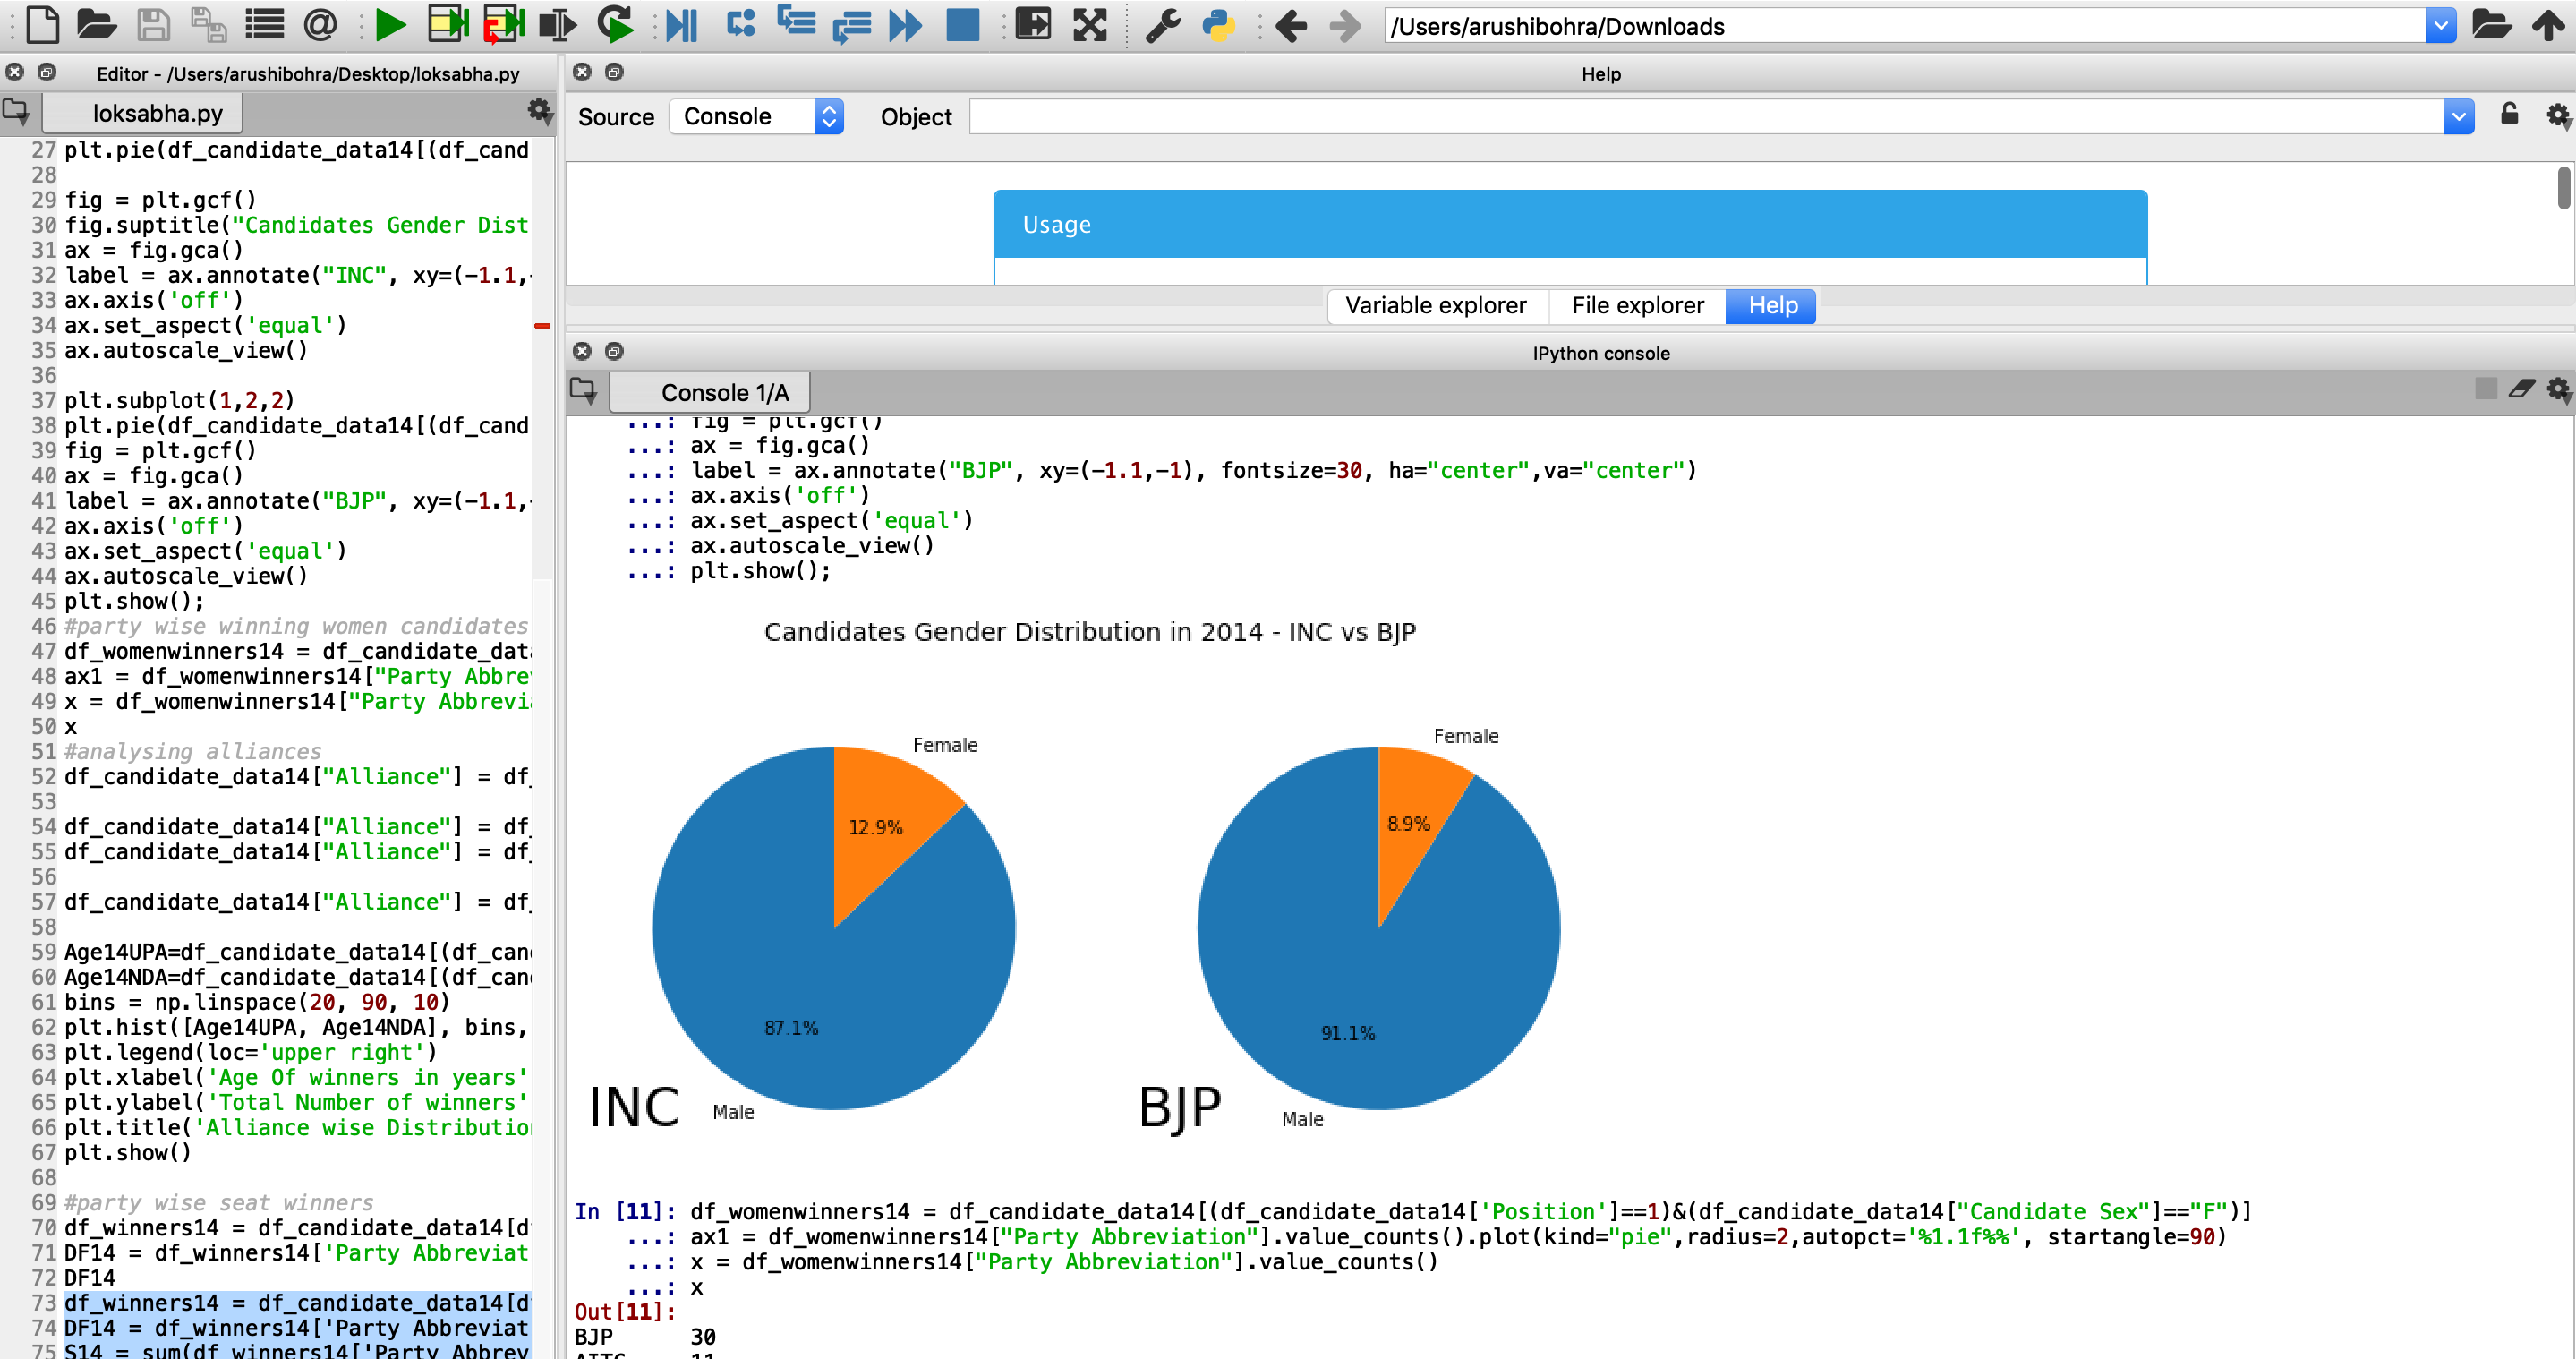 /Users/arushibohra/Downloads
Editor - /Users/arushibohra/Desktop/loksabha.py
loksabha.py
27 plt.pie(df_candidate_data14[(df_cand
28
29 fig = plt.gcf()
30 fig.suptitle("Candidates Gender Dist
31 ax = fig.gca()
32 label = ax.annotate("INC", xy=(-1.1,
33 ax.axis('off')
34 ax.set_aspect('equal')
35 ax.autoscale_view()
36
37 plt.subplot(1,2,2)
38 plt.pie(df_candidate_data14[(df_cand
39 fig = plt.gcf()
40 ax = fig.gca()
41 label = ax.annotate("BJP", xy=(-1.1,
42 ax.axis('off')
43 ax.set_aspect('equal')
44 ax.autoscale_view()
45 plt.show();
46 #party wise winning women candidates
47 df_womenwinners14 = df_candidate_dat
48 ax1 = df_womenwinners14["Party Abbre
49 x = df_womenwinners14["Party Abbrevi
50 x
51 #analysing alliances
52 df_candidate_data14["Alliance"] = df_
53
54 df_candidate_data14["Alliance"] = df_
55 df_candidate_data14["Alliance"] = df_
56
57 df_candidate_data14["Alliance"] = df_
58
59 Age14UPA=df_candidate_data14[(df_can
60 Age14NDA=df_candidate_data14[(df_can
61 bins = np.linspace(20, 90, 10)
62 plt.hist([Age14UPA, Age14NDA], bins,
63 plt.legend(loc='upper right')
64 plt.xlabel('Age Of winners in years'
65 plt.ylabel('Total Number of winners'
66 plt.title('Alliance wise Distributio
67 plt.show()
68
69 #party wise seat winners
70 df_winners14 = df_candidate_data14[d
71 DF14 = df_winners14['Party Abbreviat
72 DF14
73 df_winners14 = df_candidate_data14[d
74 DF14 = df_winners14['Party Abbreviat
75 S14 = sum(df_winners14['Party Abbrev
Help
Source Console Object
Usage
Variable explorer File explorer Help
IPython console
Console 1/A
...: fig = plt.gcf()
...: ax = fig.gca()
...: label = ax.annotate("BJP", xy=(-1.1,-1), fontsize=30, ha="center",va="center")
...: ax.axis('off')
...: ax.set_aspect('equal')
...: ax.autoscale_view()
...: plt.show();
Candidates Gender Distribution in 2014 - INC vs BJP
Female
12.9%
87.1%
INC
Male
Female
8.9%
91.1%
BJP
Male
In [11]: df_womenwinners14 = df_candidate_data14[(df_candidate_data14['Position']==1)&(df_candidate_data14["Candidate Sex"]=="F")]
...: ax1 = df_womenwinners14["Party Abbreviation"].value_counts().plot(kind="pie",radius=2,autopct='%1.1f%%', startangle=90)
...: x = df_womenwinners14["Party Abbreviation"].value_counts()
...: x
Out[11]:
BJP 30
AITC 11